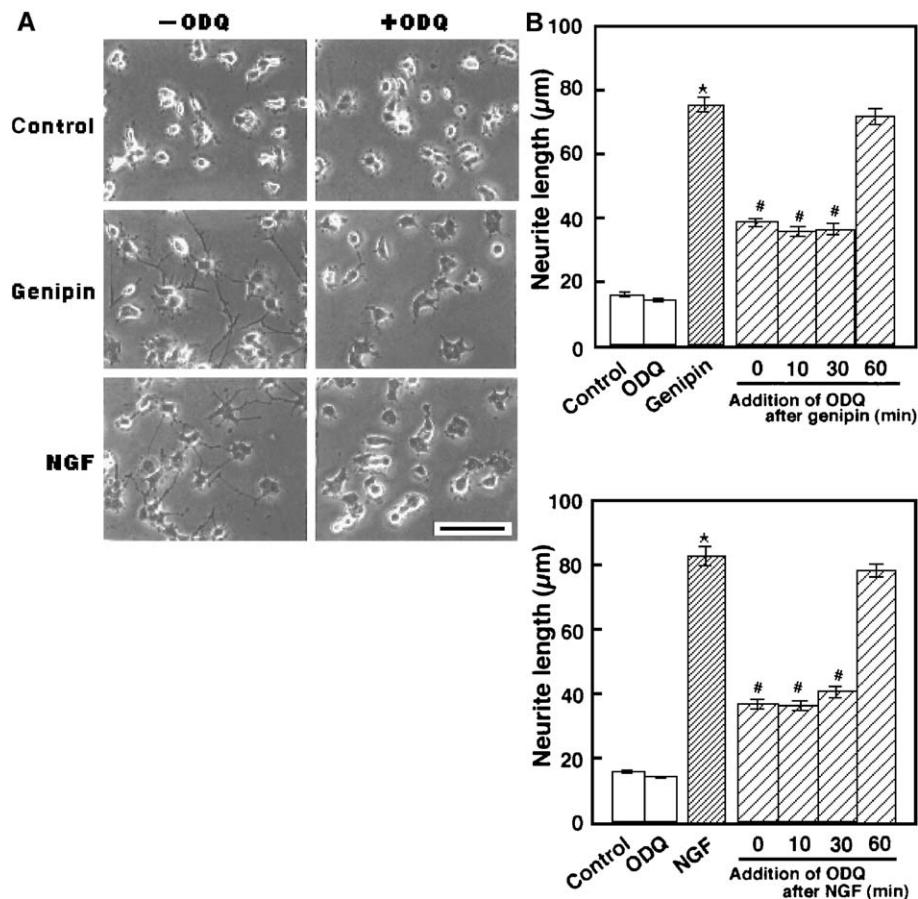 A
−ODQ +ODQ
Control
Genipin
NGF
B
Neurite length (μm)
100
80
60
40
20
0
*
# # #
Control ODQ Genipin 0 10 30 60
Addition of ODQ
after genipin (min)
Neurite length (μm)
100
80
60
40
20
0
*
# # #
Control ODQ NGF 0 10 30 60
Addition of ODQ
after NGF (min)